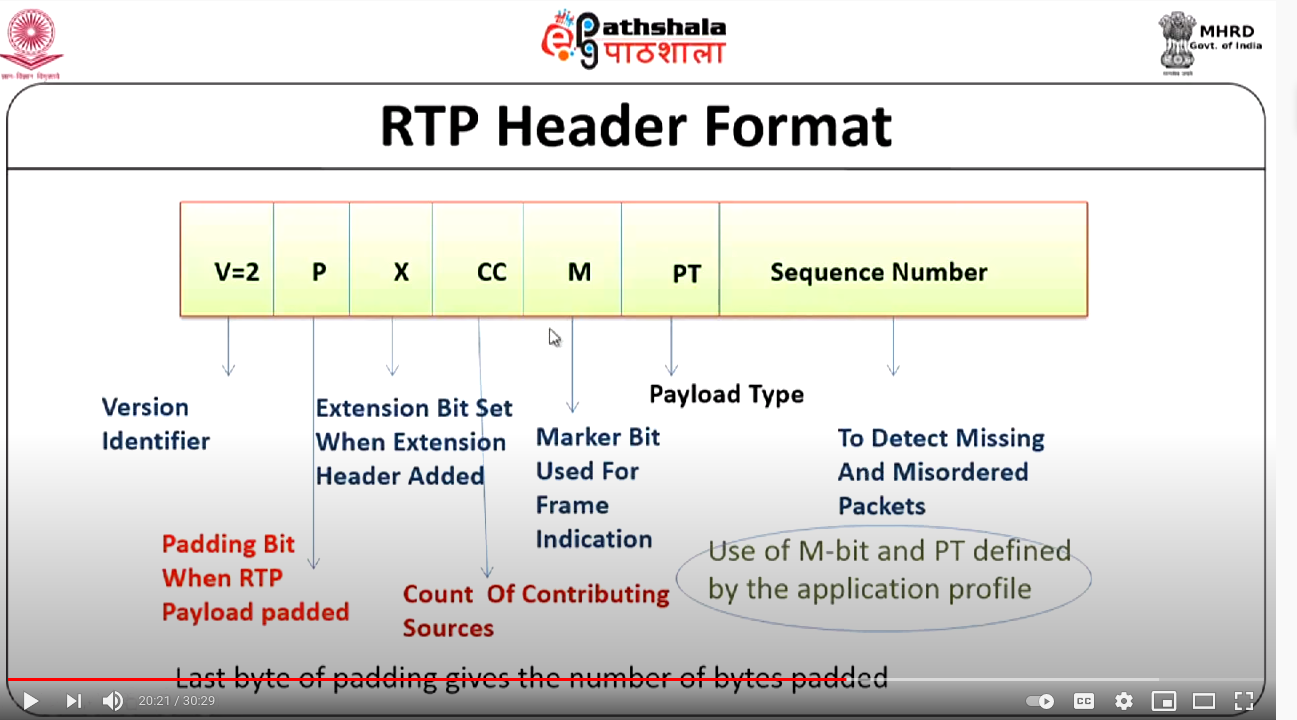 ePGpathshala
पाठशाला
MHRD
Govt. of India
RTP Header Format
V=2 P X CC M PT Sequence Number
Payload Type
Version
Identifier
Extension Bit Set
When Extension
Header Added
Marker Bit
Used For
Frame
Indication
To Detect Missing
And Misordered
Packets
Padding Bit
When RTP
Payload padded
Count Of Contributing
Sources
Use of M-bit and PT defined
by the application profile
Last byte of padding gives the number of bytes padded
20:21 / 30:29
CC